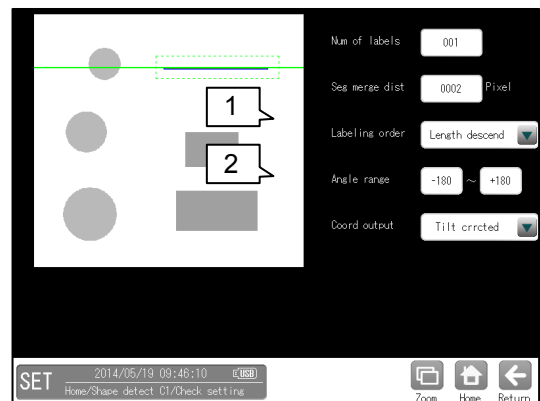 Num of labels 001
Seg merge dist 0002 Pixel
1
Labeling order Length descend
2
Angle range -180 ~ +180
Coord output Tilt crrcted
SET 2014/05/19 09:46:10 USB
Home/Shape detect C1/Check setting
Zoom Home Return